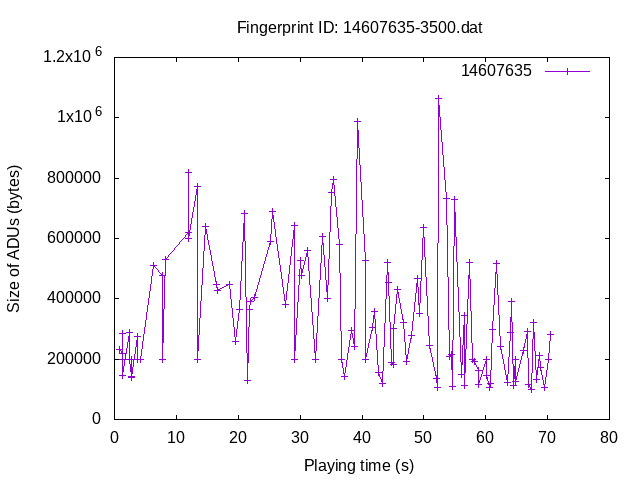 Fingerprint ID: 14607635-3500.dat
14607635
1.2x10^6
1x10^6
800000
600000
400000
200000
0
Size of ADUs (bytes)
0 10 20 30 40 50 60 70 80
Playing time (s)